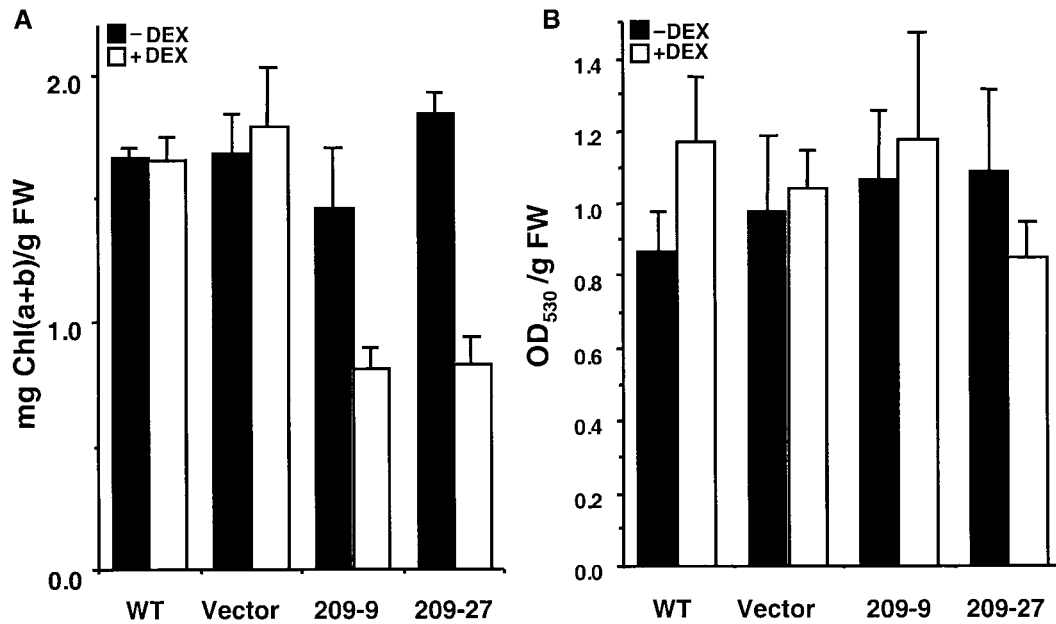 A
– DEX
+ DEX
2.0
1.0
0.0
mg Chl(a+b)/g FW
WT Vector 209-9 209-27
B
–DEX
+DEX
1.4
1.2
1.0
0.8
0.6
0.4
0.2
0.0
OD530 /g FW
WT Vector 209-9 209-27